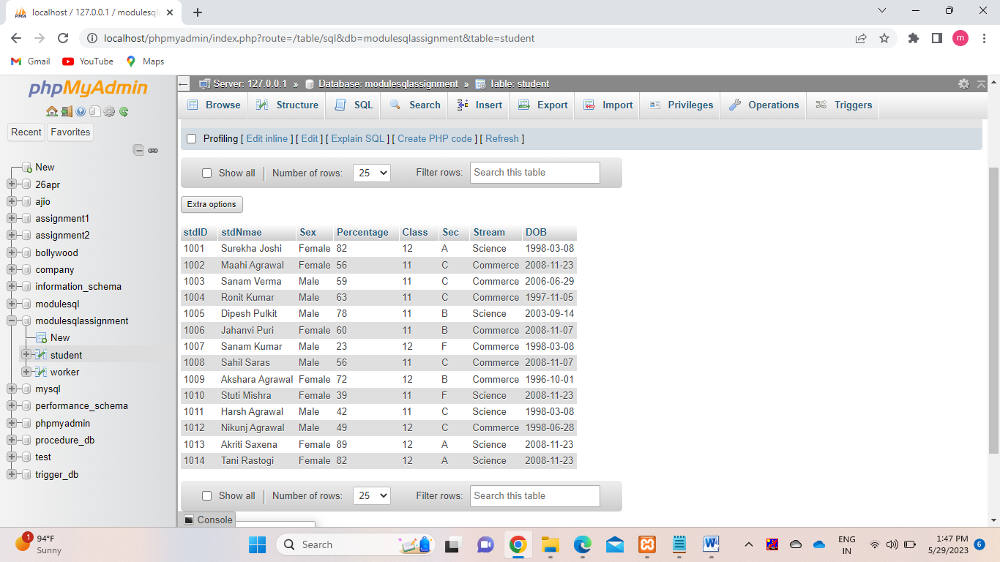 localhost / 127.0.0.1 / modulesql
localhost/phpmyadmin/index.php?route=/table/sql&db=modulesqlassignment&table=student
m
Gmail YouTube Maps
phpMyAdmin
Recent Favorites
New
26apr
ajio
assignment1
assignment2
bollywood
company
information_schema
modulesql
modulesqlassignment
New
student
worker
mysql
performance_schema
phpmyadmin
procedure_db
test
trigger_db
Server: 127.0.0.1 » Database: modulesqlassignment » Table: student
Browse Structure SQL Search Insert Export Import Privileges Operations Triggers
Profiling [ Edit inline ] [ Edit ] [ Explain SQL ] [ Create PHP code ] [ Refresh ]
Show all | Number of rows: 25 Filter rows: Search this table
Extra options
stdID stdNmae Sex Percentage Class Sec Stream DOB
1001 Surekha Joshi Female 82 12 A Science 1998-03-08
1002 Maahi Agrawal Female 56 11 C Commerce 2008-11-23
1003 Sanam Verma Male 59 11 C Commerce 2006-06-29
1004 Ronit Kumar Male 63 11 C Commerce 1997-11-05
1005 Dipesh Pulkit Male 78 11 B Science 2003-09-14
1006 Jahanvi Puri Female 60 11 B Commerce 2008-11-07
1007 Sanam Kumar Male 23 12 F Commerce 1998-03-08
1008 Sahil Saras Male 56 11 C Commerce 2008-11-07
1009 Akshara Agrawal Female 72 12 B Commerce 1996-10-01
1010 Stuti Mishra Female 39 11 F Science 2008-11-23
1011 Harsh Agrawal Male 42 11 C Science 1998-03-08
1012 Nikunj Agrawal Male 49 12 C Commerce 1998-06-28
1013 Akriti Saxena Female 89 12 A Science 2008-11-23
1014 Tani Rastogi Female 82 12 A Science 2008-11-23
Show all | Number of rows: 25 Filter rows: Search this table
Console
1 94°F
Sunny
Search
ENG
IN
1:47 PM
5/29/2023
6